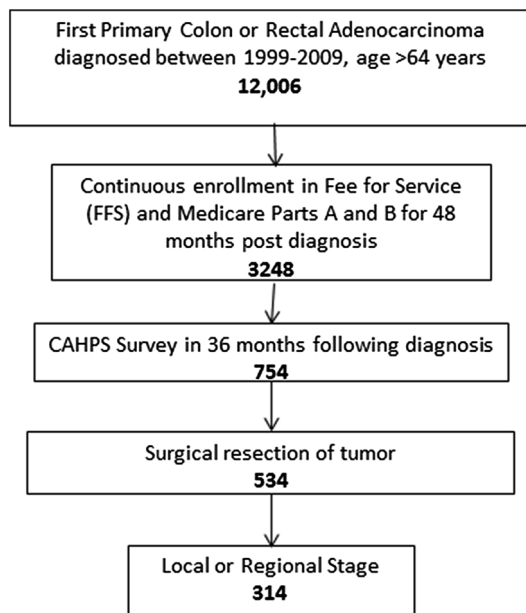 First Primary Colon or Rectal Adenocarcinoma
diagnosed between 1999-2009, age >64 years
12,006
Continuous enrollment in Fee for Service
(FFS) and Medicare Parts A and B for 48
months post diagnosis
3248
CAHPS Survey in 36 months following diagnosis
754
Surgical resection of tumor
534
Local or Regional Stage
314